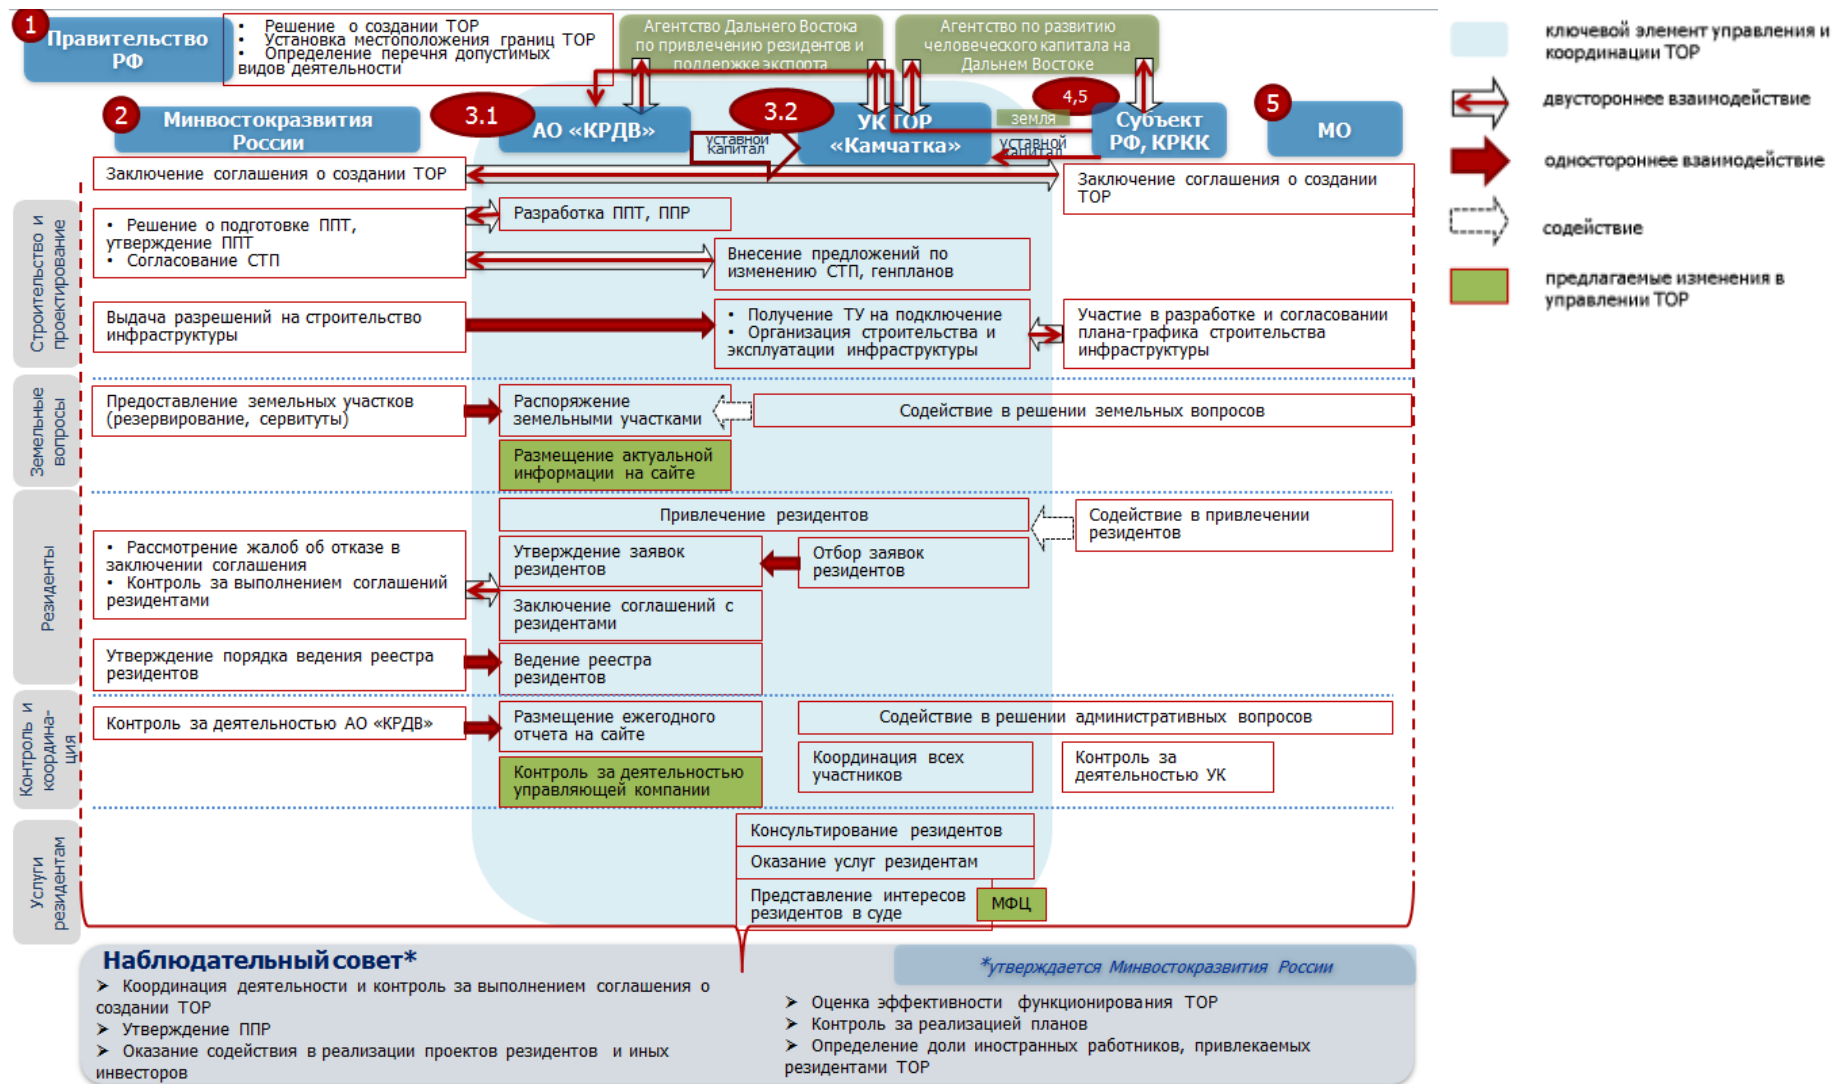 1
Правительство
РФ
• Решение о создании ТОР
• Установка местоположения границ ТОР
• Определение перечня допустимых
видов деятельности
Агентство Дальнего Востока
по привлечению резидентов и
поддержке экспорта
Агентство по развитию
человеческого капитала на
Дальнем Востоке
2
Минвостокразвития
России
3.1
АО «КРДВ»
уставной
капитал
3.2
УК ТОР
«Камчатка»
земля
уставной
капитал
4,5
Субъект
РФ, КРКК
5
МО
Заключение соглашения о создании ТОР
Заключение соглашения о создании
ТОР
Строительство и
проектирование
• Решение о подготовке ППТ,
утверждение ППТ
• Согласование СТП
Разработка ППТ, ППР
Внесение предложений по
изменению СТП, генпланов
Выдача разрешений на строительство
инфраструктуры
• Получение ТУ на подключение
• Организация строительства и
эксплуатации инфраструктуры
Участие в разработке и согласовании
плана-графика строительства
инфраструктуры
Земельные
вопросы
Предоставление земельных участков
(резервирование, сервитуты)
Распоряжение
земельными участками
Содействие в решении земельных вопросов
Размещение актуальной
информации на сайте
Резиденты
Привлечение резидентов
Содействие в привлечении
резидентов
• Рассмотрение жалоб об отказе в
заключении соглашения
• Контроль за выполнением соглашений
резидентами
Утверждение заявок
резидентов
Отбор заявок
резидентов
Заключение соглашений с
резидентами
Утверждение порядка ведения реестра
резидентов
Ведение реестра
резидентов
Контроль и
координа-
ция
Контроль за деятельностью АО «КРДВ»
Размещение ежегодного
отчета на сайте
Содействие в решении административных вопросов
Контроль за деятельностью
управляющей компании
Координация всех
участников
Контроль за
деятельностью УК
Услуги
резидентам
Консультирование резидентов
Оказание услуг резидентам
Представление интересов
резидентов в суде
МФЦ
Наблюдательный совет*
*утверждается Минвостокразвития России
➢ Координация деятельности и контроль за выполнением соглашения о
создании ТОР
➢ Утверждение ППР
➢ Оказание содействия в реализации проектов резидентов и иных
инвесторов
➢ Оценка эффективности функционирования ТОР
➢ Контроль за реализацией планов
➢ Определение доли иностранных работников, привлекаемых
резидентами ТОР
ключевой элемент управления и
координации ТОР
двустороннее взаимодействие
одностороннее взаимодействие
содействие
предлагаемые изменения в
управлении ТОР